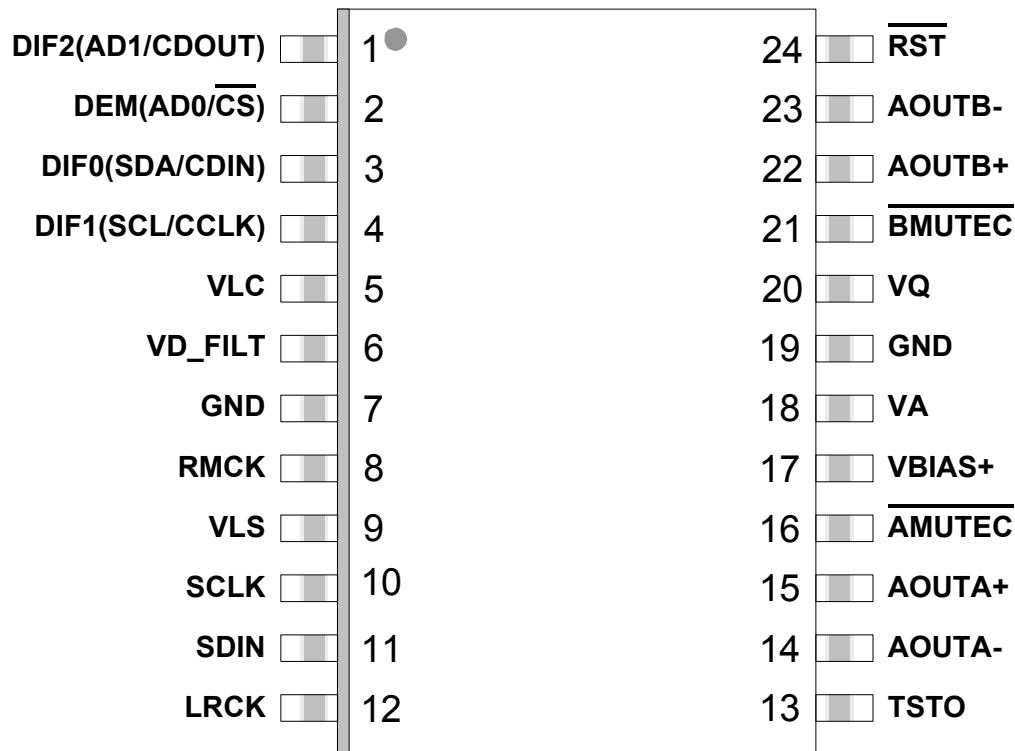 DIF2(AD1/CDOUT) 1 24 RST
DEM(AD0/CS) 2 23 AOUTB-
DIF0(SDA/CDIN) 3 22 AOUTB+
DIF1(SCL/CCLK) 4 21 BMUTEC
VLC 5 20 VQ
VD_FILT 6 19 GND
GND 7 18 VA
RMCK 8 17 VBIAS+
VLS 9 16 AMUTEC
SCLK 10 15 AOUTA+
SDIN 11 14 AOUTA-
LRCK 12 13 TSTO